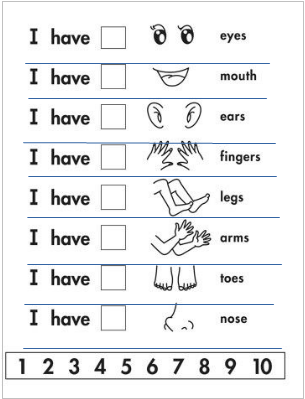 I have eyes
I have mouth
I have ears
I have fingers
I have legs
I have arms
I have toes
I have nose
1 2 3 4 5 6 7 8 9 10